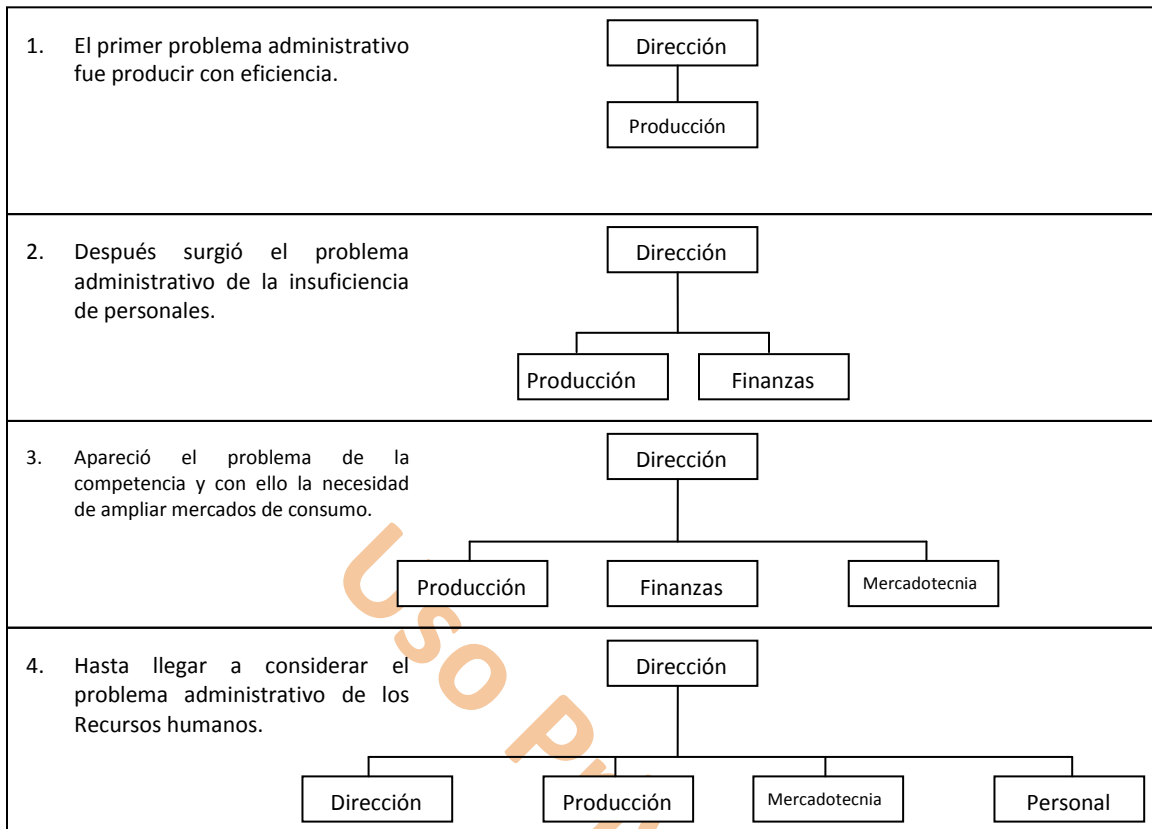 1. El primer problema administrativo
fue producir con eficiencia.
Dirección
Producción
2. Después surgió el problema
administrativo de la insuficiencia
de personales.
Dirección
Producción
Finanzas
3. Apareció el problema de la
competencia y con ello la necesidad
de ampliar mercados de consumo.
Dirección
Producción
Finanzas
Mercadotecnia
4. Hasta llegar a considerar el
problema administrativo de los
Recursos humanos.
Dirección
Dirección
Producción
Mercadotecnia
Personal
Uso